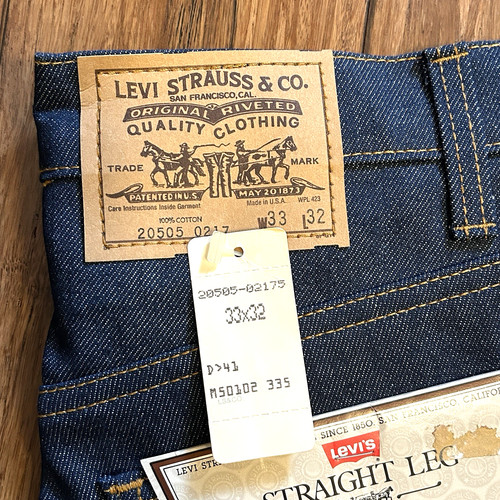 LEVI STRAUSS & CO.
SAN FRANCISCO, CAL.
ORIGINAL RIVETED
QUALITY CLOTHING
TRADE MARK
PATENTED IN U.S. MAY 20 1873
Care Instructions Inside Garment Made in U.S.A. WPL 423
100% COTTON
20505 0217 W33 L32
20505-02175
33x32
D>41
M50102 335
SINCE 1850. SAN FRANCISCO, CALIFOR
LEVI STR
LEVI'S
STRAIGHT LEG